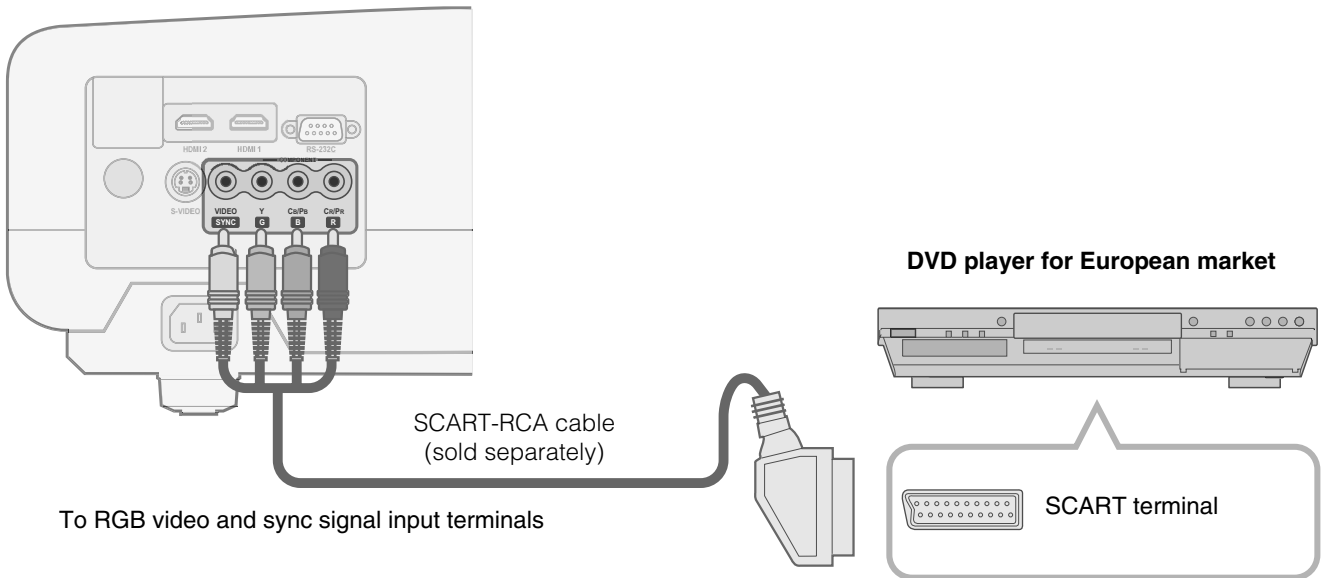 HDMI 2
HDMI 1
RS-232C
COMPONENT
S-VIDEO
VIDEO
Y
CB/PB
CR/PR
SYNC
G
B
R
DVD player for European market
SCART-RCA cable
(sold separately)
To RGB video and sync signal input terminals
SCART terminal